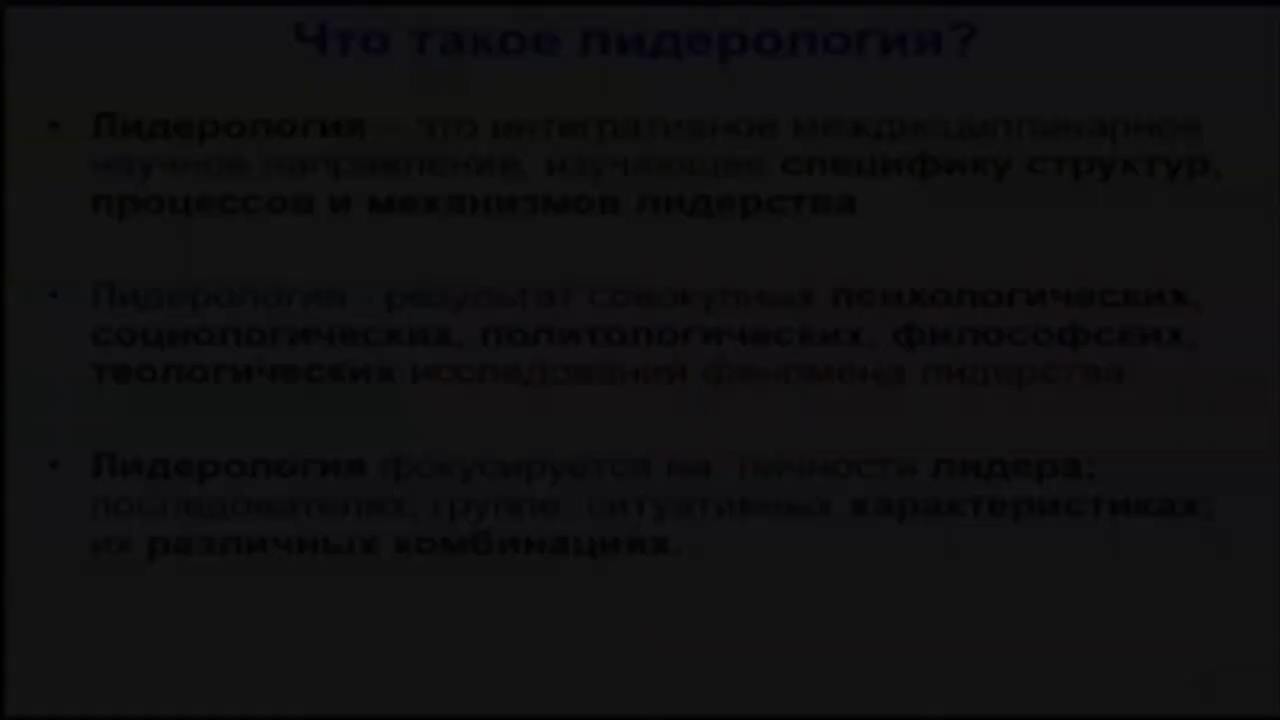 Что такое лидерология?
• Лидерология – это интегративное междисциплинарное
научное направление, изучающее специфику структур,
процессов и механизмов лидерства
• Лидерология - результат совокупных психологических,
социологических, политологических, философских,
теологических исследований феномена лидерства
• Лидерология фокусируется на личности лидера;
последователях, группе, ситуативных характеристиках;
их различных комбинациях.